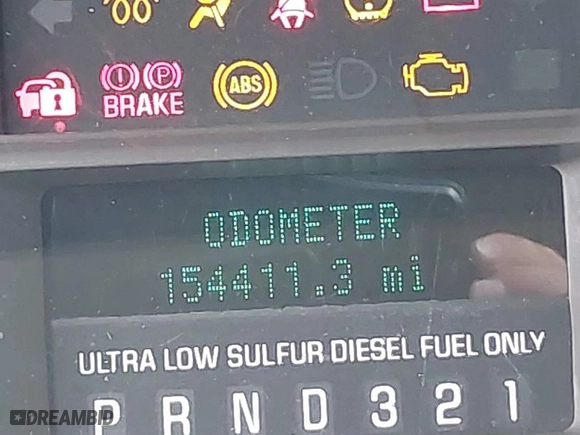 BRAKE
ABS
ODOMETER
154411.3 mi
ULTRA LOW SULFUR DIESEL FUEL ONLY
P R N D 3 2 1
DREAMBID